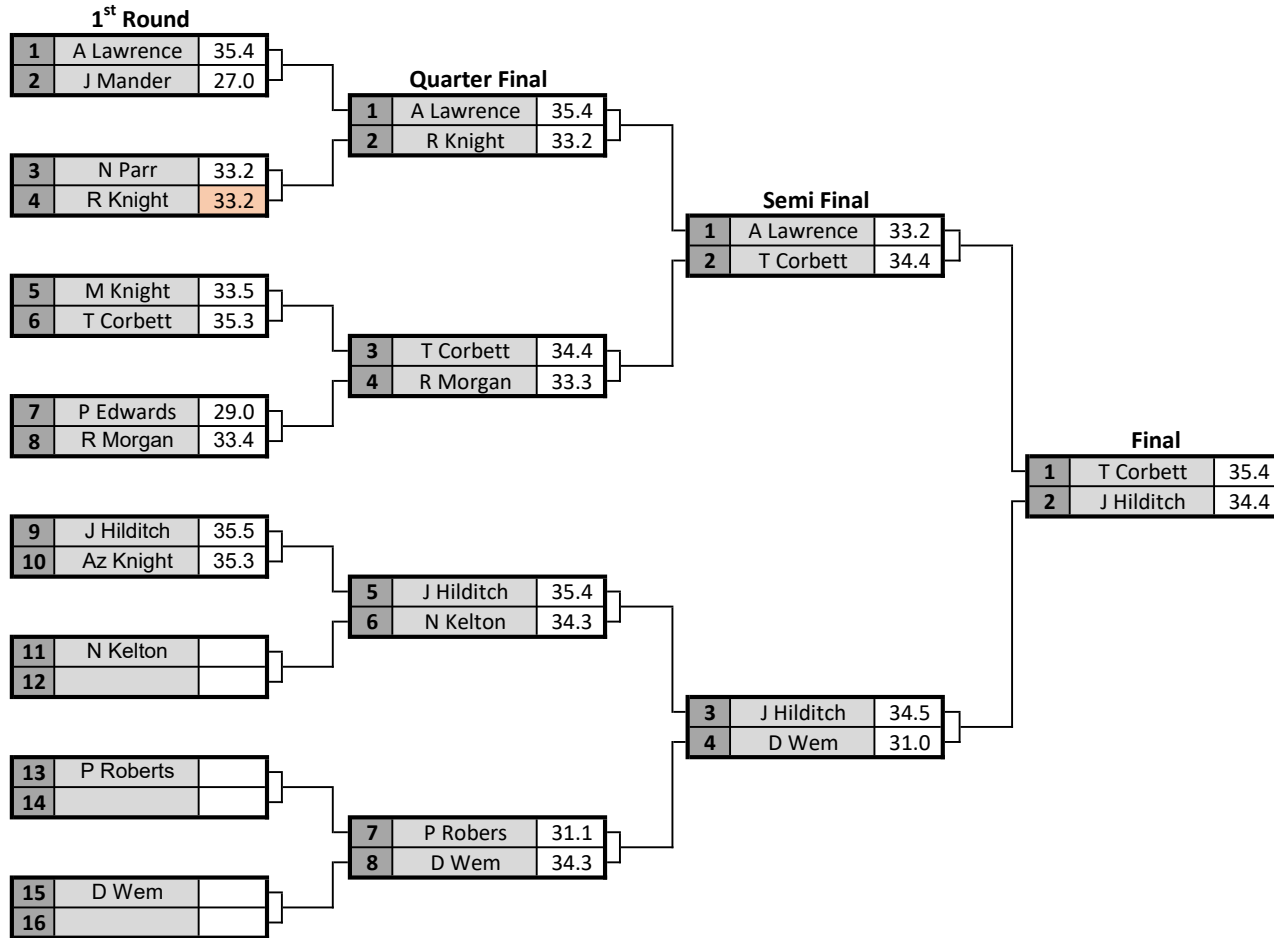 1st Round
1 A Lawrence 35.4
2 J Mander 27.0
3 N Parr 33.2
4 R Knight 33.2
5 M Knight 33.5
6 T Corbett 35.3
7 P Edwards 29.0
8 R Morgan 33.4
9 J Hilditch 35.5
10 Az Knight 35.3
11 N Kelton
12
13 P Roberts
14
15 D Wem
16
Quarter Final
1 A Lawrence 35.4
2 R Knight 33.2
3 T Corbett 34.4
4 R Morgan 33.3
5 J Hilditch 35.4
6 N Kelton 34.3
7 P Robers 31.1
8 D Wem 34.3
Semi Final
1 A Lawrence 33.2
2 T Corbett 34.4
3 J Hilditch 34.5
4 D Wem 31.0
Final
1 T Corbett 35.4
2 J Hilditch 34.4